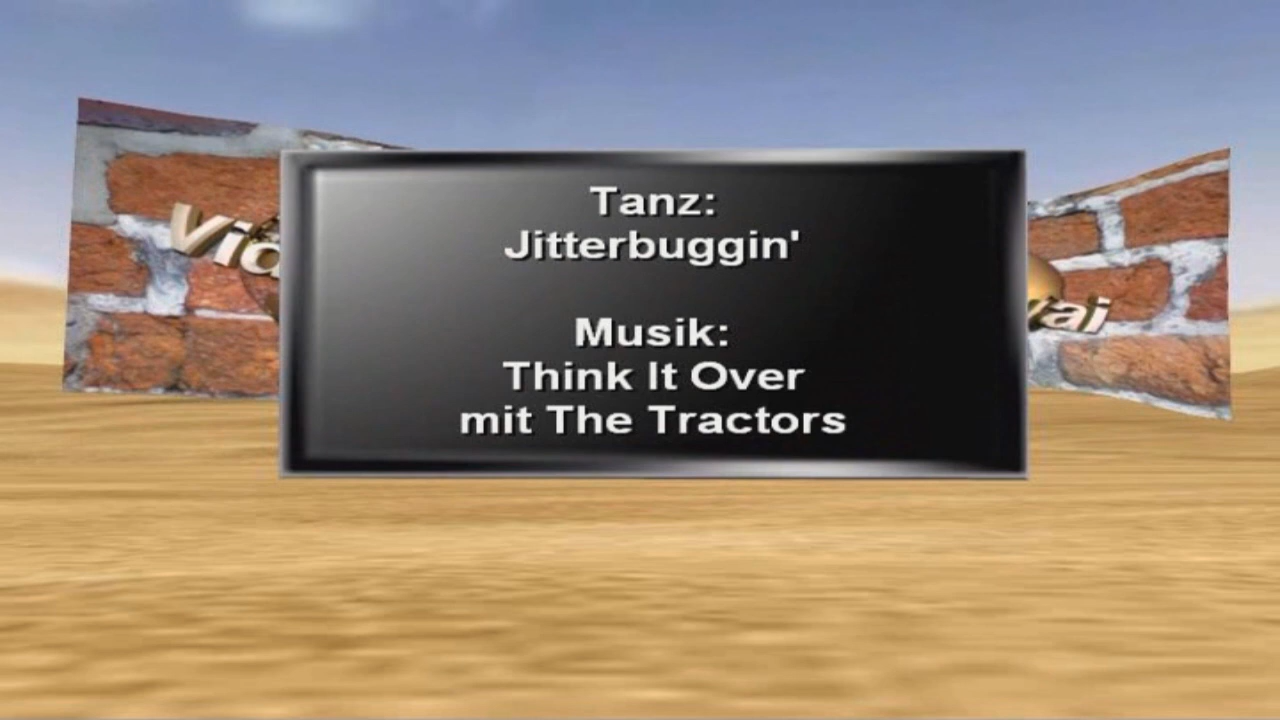 Tanz:
Jitterbuggin'
Musik:
Think It Over
mit The Tractors